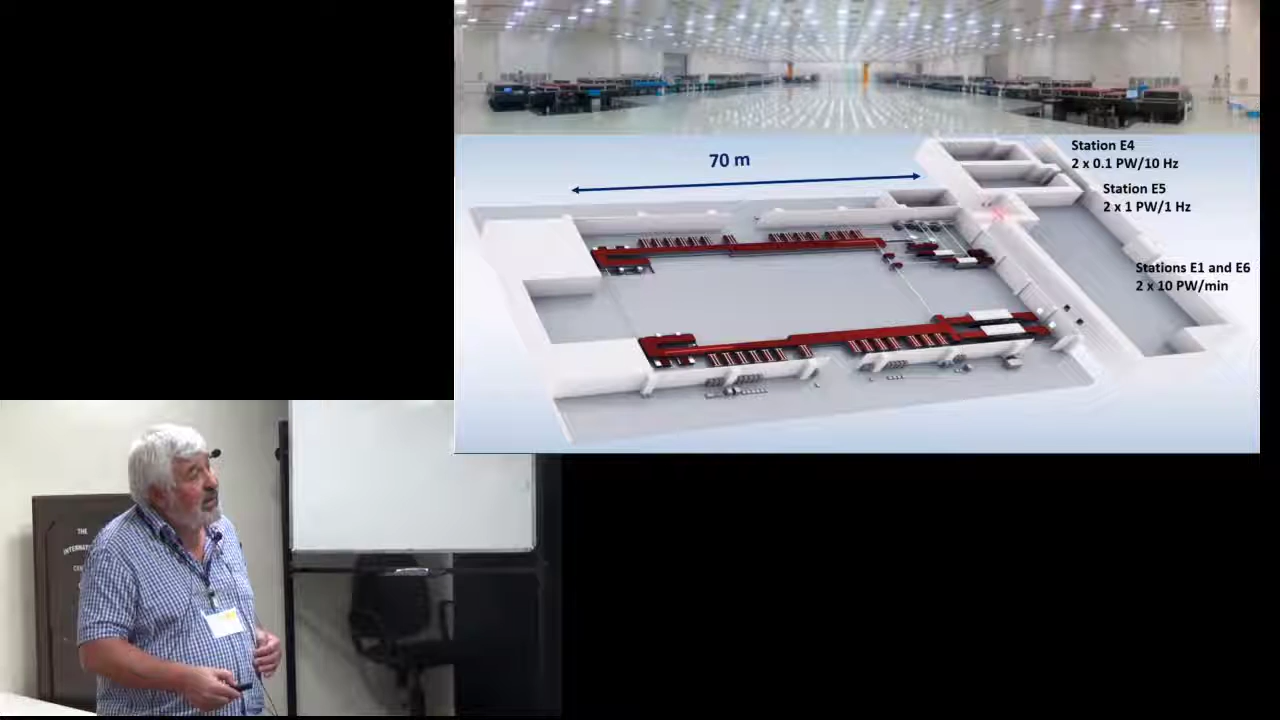 70 m
Station E4
2 x 0.1 PW/10 Hz
Station E5
2 x 1 PW/1 Hz
Stations E1 and E6
2 x 10 PW/min
THE